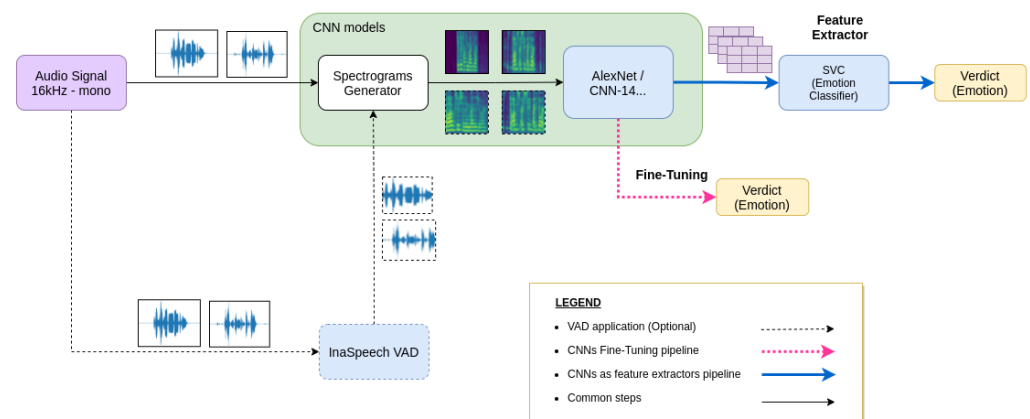 CNN models
Feature
Extractor
Audio Signal
16kHz - mono
Spectrograms
Generator
AlexNet /
CNN-14...
SVC
(Emotion
Classifier)
Verdict
(Emotion)
Fine-Tuning
Verdict
(Emotion)
InaSpeech VAD
LEGEND
• VAD application (Optional)
• CNNs Fine-Tuning pipeline
• CNNs as feature extractors pipeline
• Common steps